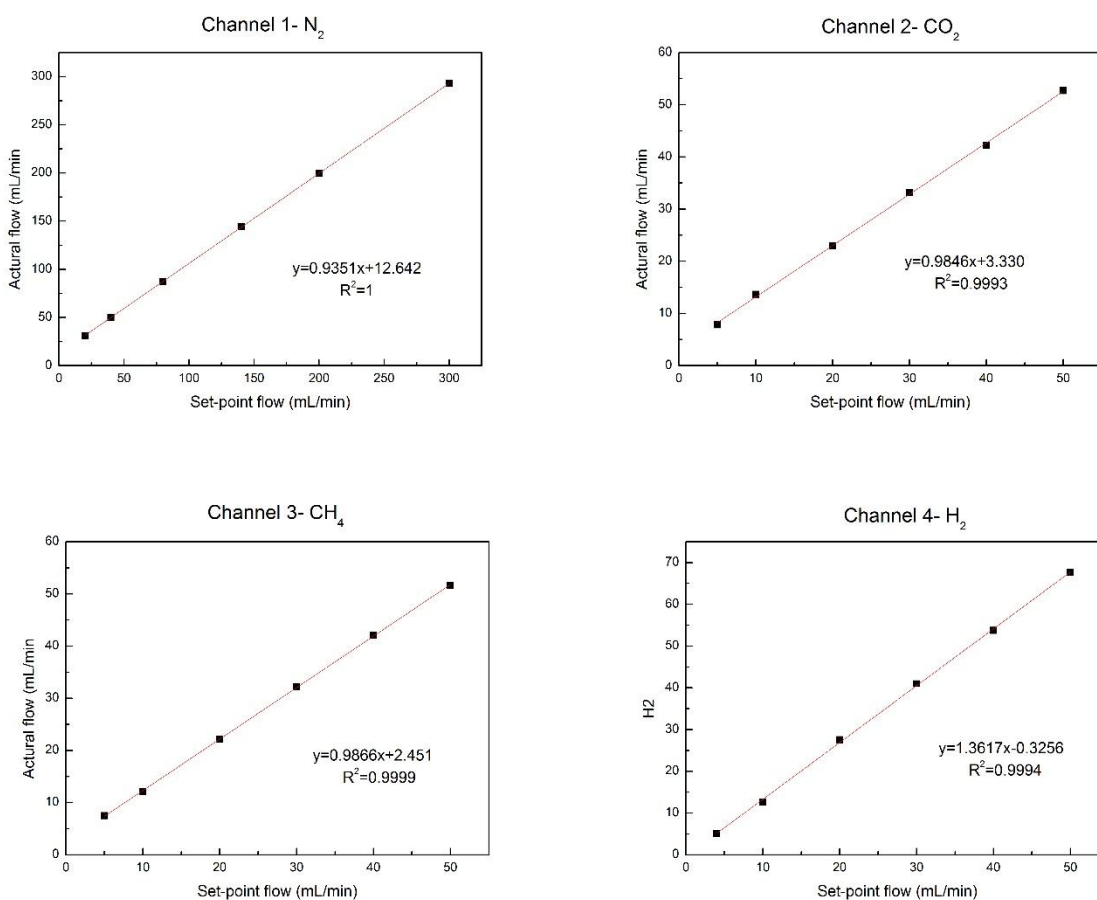 Channel 1- N₂
Actural flow (mL/min)
300
250
200
150
100
50
0
y=0.9351x+12.642
R²=1
0 50 100 150 200 250 300
Set-point flow (mL/min)
Channel 2- CO₂
Acturaral flow (mL/min
60
50
40
30
20
10
0
y=0.9846x+3.330
R²=0.9993
0 10 20 30 40 50
Set-point flow (mL/min)
Channel 3- CH₄
Actural flow (mL/min
60
50
40
30
20
10
0
y=0.9866x+2.451
R²=0.9999
0 10 20 30 40 50
Set-point flow (mL/min)
Channel 4- H₂
H2
70
60
50
40
30
20
10
0
y=1.3617x-0.3256
R²=0.9994
0 10 20 30 40 50
Set-point flow (mL/min)